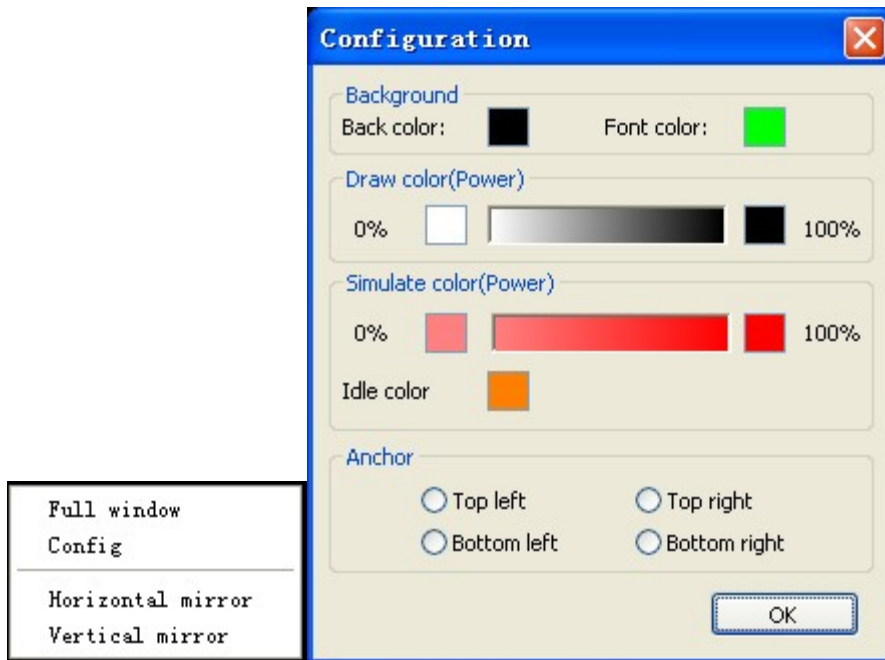 Configuration
Background
Back color: Font color:
Draw color(Power)
0% 100%
Simulate color(Power)
0% 100%
Idle color
Anchor
Top left Top right
Bottom left Bottom right
OK
Full window
Config
Horizontal mirror
Vertical mirror